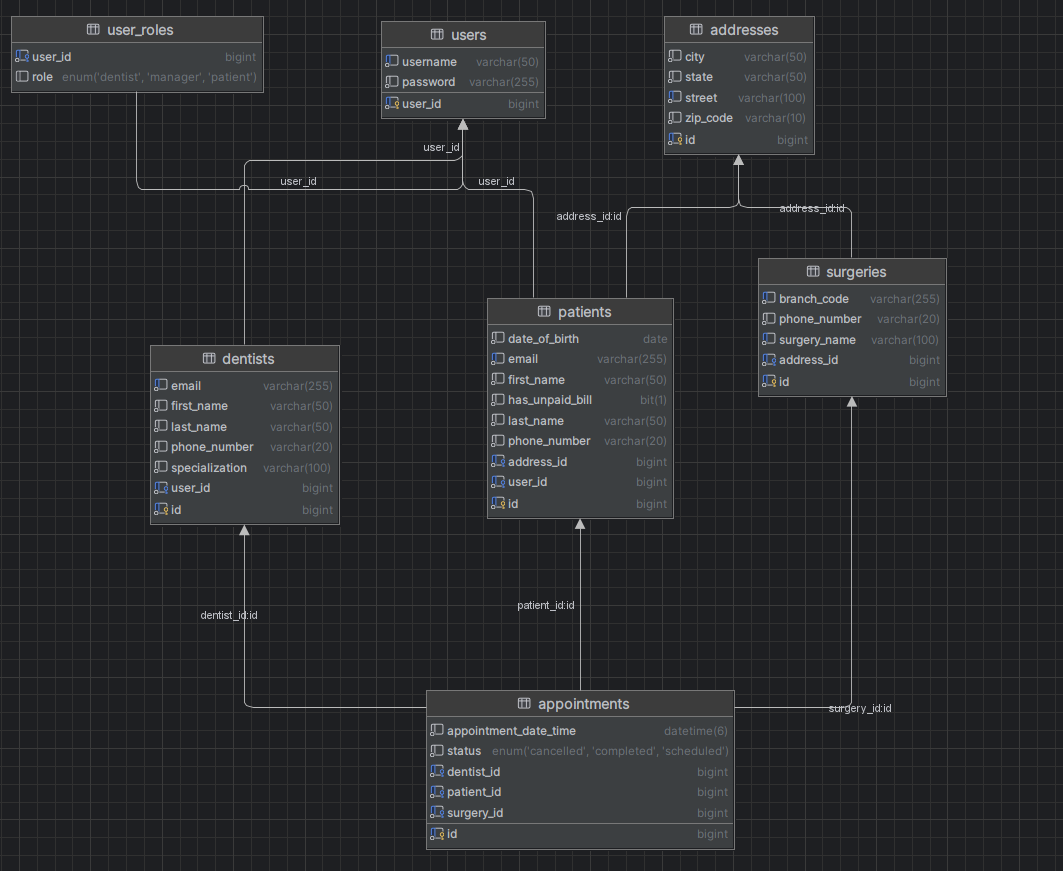 user_roles
user_id bigint
role enum('dentist', 'manager', 'patient')
users
username varchar(50)
password varchar(255)
user_id bigint
addresses
city varchar(50)
state varchar(50)
street varchar(100)
zip_code varchar(10)
id bigint
user_id
user_id
user_id
address_id:id
address_id:id
surgeries
branch_code varchar(255)
phone_number varchar(20)
surgery_name varchar(100)
address_id bigint
id bigint
patients
date_of_birth date
email varchar(255)
first_name varchar(50)
has_unpaid_bill bit(1)
last_name varchar(50)
phone_number varchar(20)
address_id bigint
user_id bigint
id bigint
dentists
email varchar(255)
first_name varchar(50)
last_name varchar(50)
phone_number varchar(20)
specialization varchar(100)
user_id bigint
id bigint
dentist_id:id
patient_id:id
surgery_id:id
appointments
appointment_date_time datetime(6)
status enum('cancelled', 'completed', 'scheduled')
dentist_id bigint
patient_id bigint
surgery_id bigint
id bigint